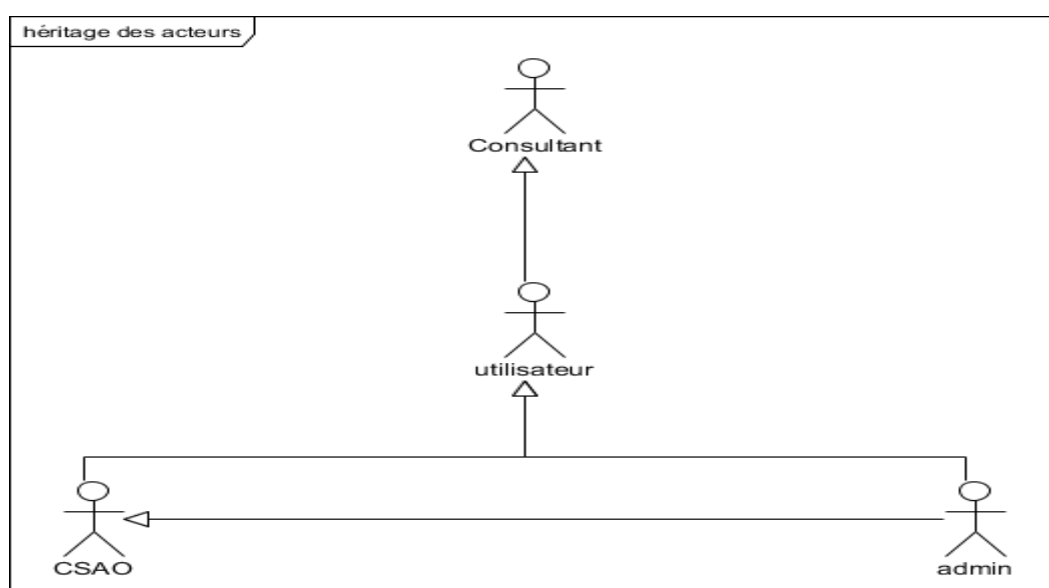 héritage des acteurs
Consultant
utilisateur
CSAO
admin